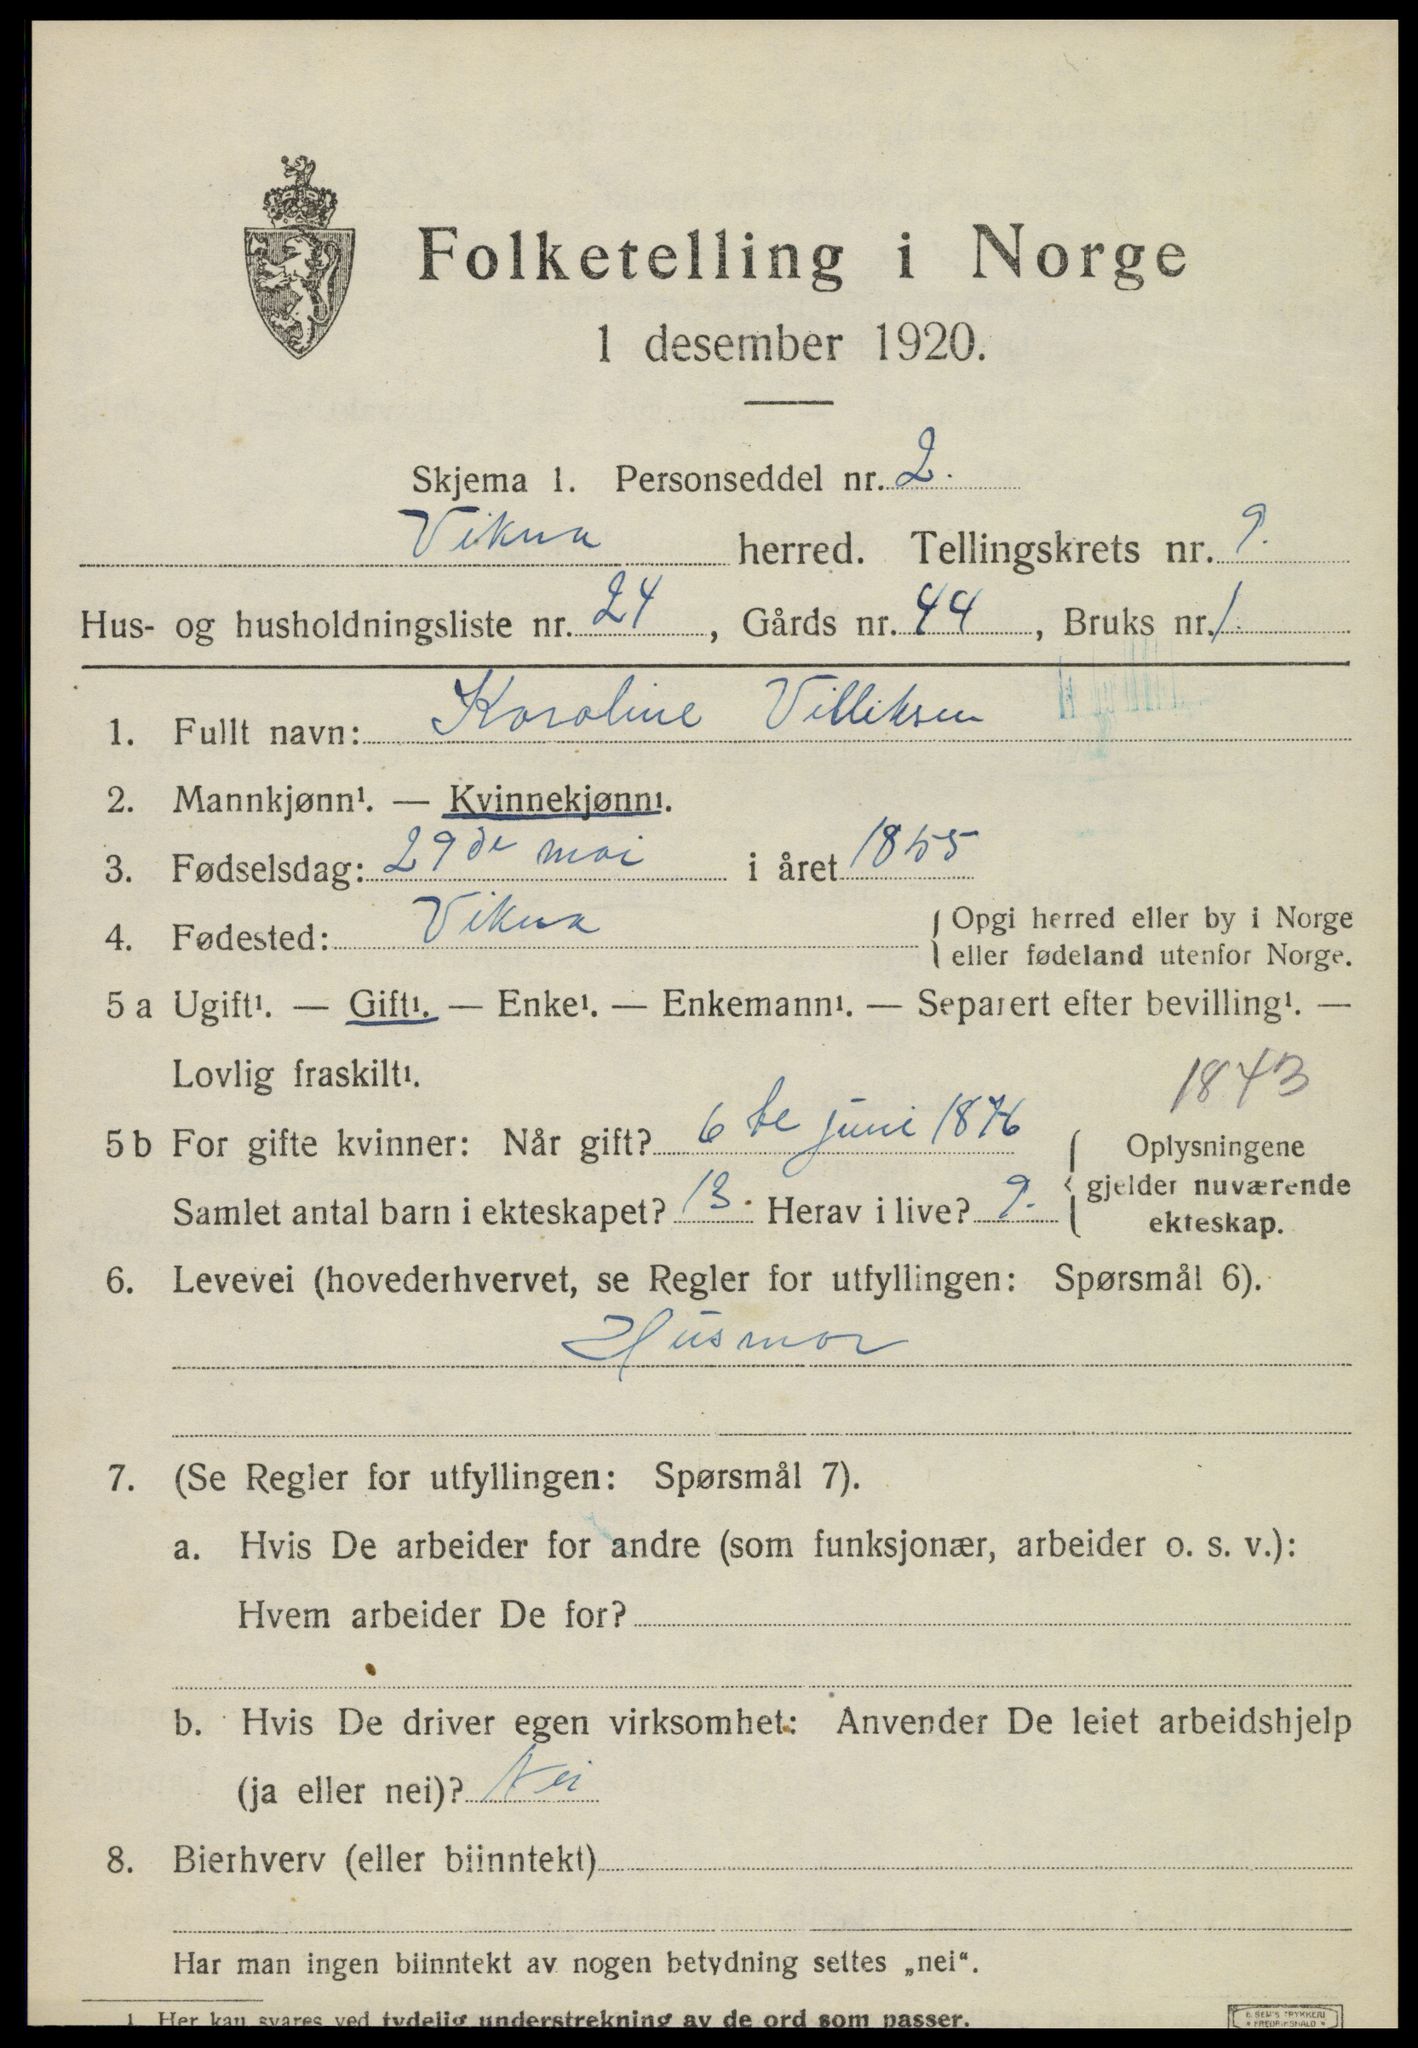 Folketelling i Norge
1 desember 1920.
Skjema 1. Personseddel nr. 2.
Vikna herred. Tellingskrets nr. 9.
Hus- og husholdningsliste nr. 24, Gårds nr. 44, Bruks nr. 1.
1. Fullt navn: Karoline Villiksen
2. Mannkjønn¹. — Kvinnekjønn¹.
3. Fødselsdag: 29de mai i året 1855
4. Fødested: Vikna { Opgi herred eller by i Norge
eller fødeland utenfor Norge.
5 a Ugift¹. — Gift¹. — Enke¹. — Enkemann¹. — Separert efter bevilling¹. —
Lovlig fraskilt¹.
1843
5 b For gifte kvinner: Når gift? 6te juni 1876
Samlet antal barn i ekteskapet? 13. Herav i live? 9.
{ Oplysningene
gjelder nuværende
ekteskap.
6. Levevei (hovederhvervet, se Regler for utfyllingen: Spørsmål 6).
Husmor
7. (Se Regler for utfyllingen: Spørsmål 7).
a. Hvis De arbeider for andre (som funksjonær, arbeider o. s. v.):
Hvem arbeider De for?
b. Hvis De driver egen virksomhet: Anvender De leiet arbeidshjelp
(ja eller nei)? Nei
8. Bierhverv (eller biinntekt)
Har man ingen biinntekt av nogen betydning settes „nei“.
1 Her kan svares ved tydelig understrekning av de ord som passer.
E. SEM'S TRYKKERI
FREDRIKSHALD